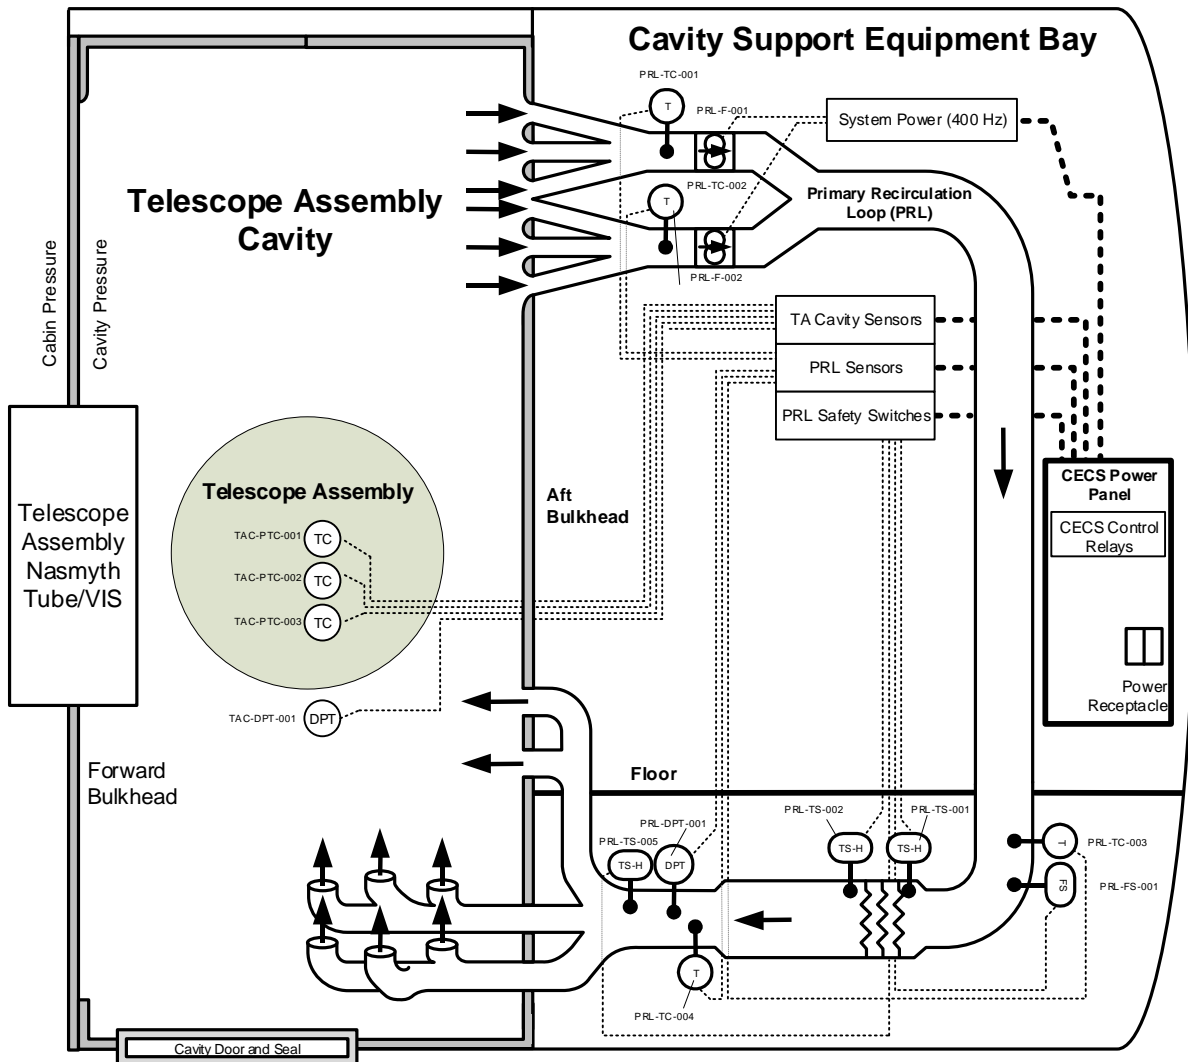 Cavity Support Equipment Bay
PRL-TC-001
T
PRL-F-001
System Power (400 Hz)
Telescope Assembly
Cavity
PRL-TC-002
T
Primary Recirculation
Loop (PRL)
PRL-F-002
Cabin Pressure
Cavity Pressure
TA Cavity Sensors
PRL Sensors
PRL Safety Switches
CECS Power
Panel
CECS Control
Relays
Power
Receptacle
Telescope Assembly
TAC-PTC-001
TC
TAC-PTC-002
TC
TAC-PTC-003
TC
Aft
Bulkhead
Telescope
Assembly
Nasmyth
Tube/VIS
TAC-DPT-001
DPT
Forward
Bulkhead
Floor
PRL-TS-002
PRL-TS-001
PRL-DPT-001
PRL-TS-005
TS-H
DPT
TS-H
TS-H
T
PRL-TC-003
FS
PRL-FS-001
T
PRL-TC-004
Cavity Door and Seal